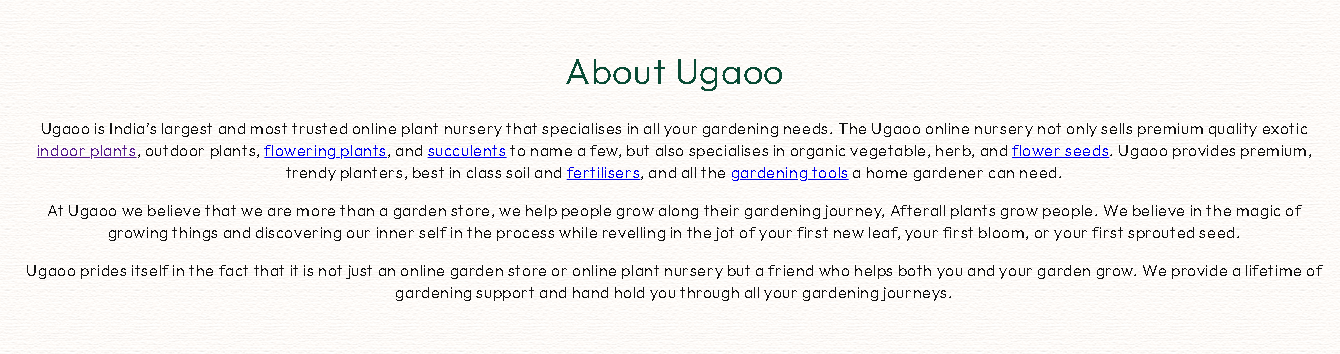 About Ugaoo
Ugaoo is India's largest and most trusted online plant nursery that specialises in all your gardening needs. The Ugaoo online nursery not only sells premium quality exotic
indoor plants, outdoor plants, flowering plants, and succulents to name a few, but also specialises in organic vegetable, herb, and flower seeds. Ugaoo provides premium,
trendy planters, best in class soil and fertilisers, and all the gardening tools a home gardener can need.
At Ugaoo we believe that we are more than a garden store, we help people grow along their gardening journey, Afterall plants grow people. We believe in the magic of
growing things and discovering our inner self in the process while revelling in the jot of your first new leaf, your first bloom, or your first sprouted seed.
Ugaoo prides itself in the fact that it is not just an online garden store or online plant nursery but a friend who helps both you and your garden grow. We provide a lifetime of
gardening support and hand hold you through all your gardening journeys.